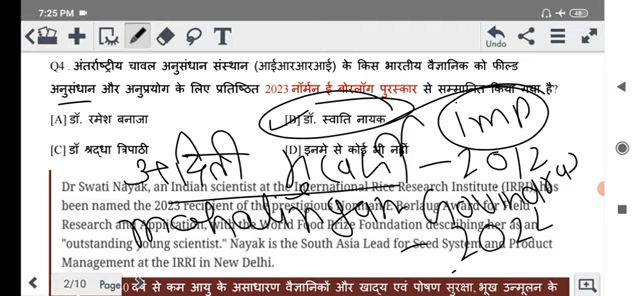 7:25 PM
48
Undo
Share
Q4 . अंतर्राष्ट्रीय चावल अनुसंधान संस्थान (आईआरआरआई) के किस भारतीय वैज्ञानिक को फील्ड
अनुसंधान और अनुप्रयोग के लिए प्रतिष्ठित 2023 नॉर्मन ई बोरलॉग पुरस्कार से सम्मानित किया गया है?
[A] डॉ. रमेश बनाजा [B] डॉ. स्वाति नायक
imp
[C] डॉ श्रद्धा त्रिपाठी [D] इनमे से कोई भी नहीं
अदिती - 2012
Dr Swati Nayak, an Indian scientist at the International Rice Research Institute (IRRI) has
been named the 2023 recipient of the prestigious Norman E Borlaug Award for Field
Mahalingam
Research and Application, with the World Food Prize Foundation describing her as an
- 2022
"outstanding young scientist." Nayak is the South Asia Lead for Seed System and Product
Management at the IRRI in New Delhi.
2/10 Page
से कम आयु के असाधारण वैज्ञानिकों और खाद्य एवं पोषण सुरक्षा, भूख उन्मूलन के